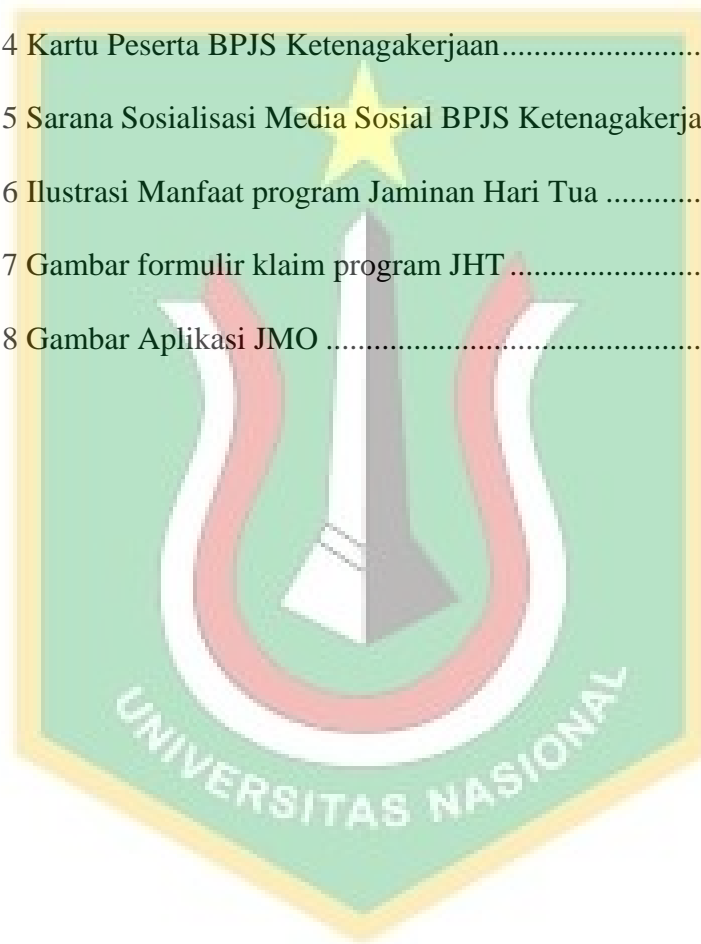 4 Kartu Peserta BPJS Ketenagakerjaan.......................
5 Sarana Sosialisasi Media Sosial BPJS Ketenagakerja
6 Ilustrasi Manfaat program Jaminan Hari Tua ............
7 Gambar formulir klaim program JHT ......................
8 Gambar Aplikasi JMO ............................................
UNIVERSITAS NASIONAL